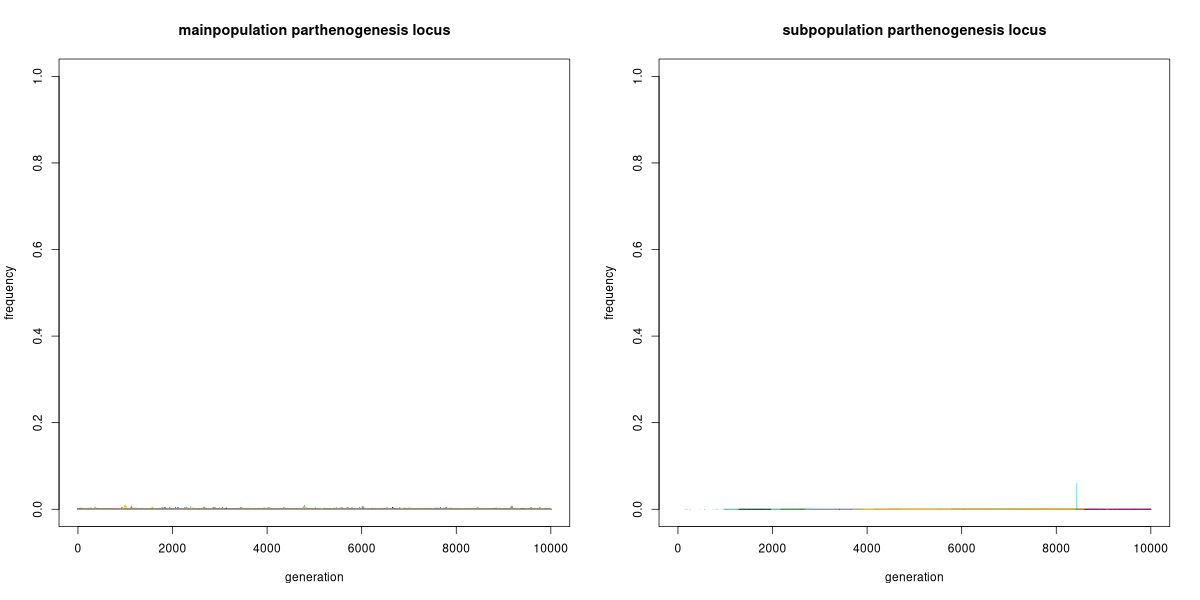 mainpopulation parthenogenesis locus
frequency
1.0
0.8
0.6
0.4
0.2
0.0
0 2000 4000 6000 8000 10000
generation
subpopulation parthenogenesis locus
frequency
1.0
0.8
0.6
0.4
0.2
0.0
0 2000 4000 6000 8000 10000
generation